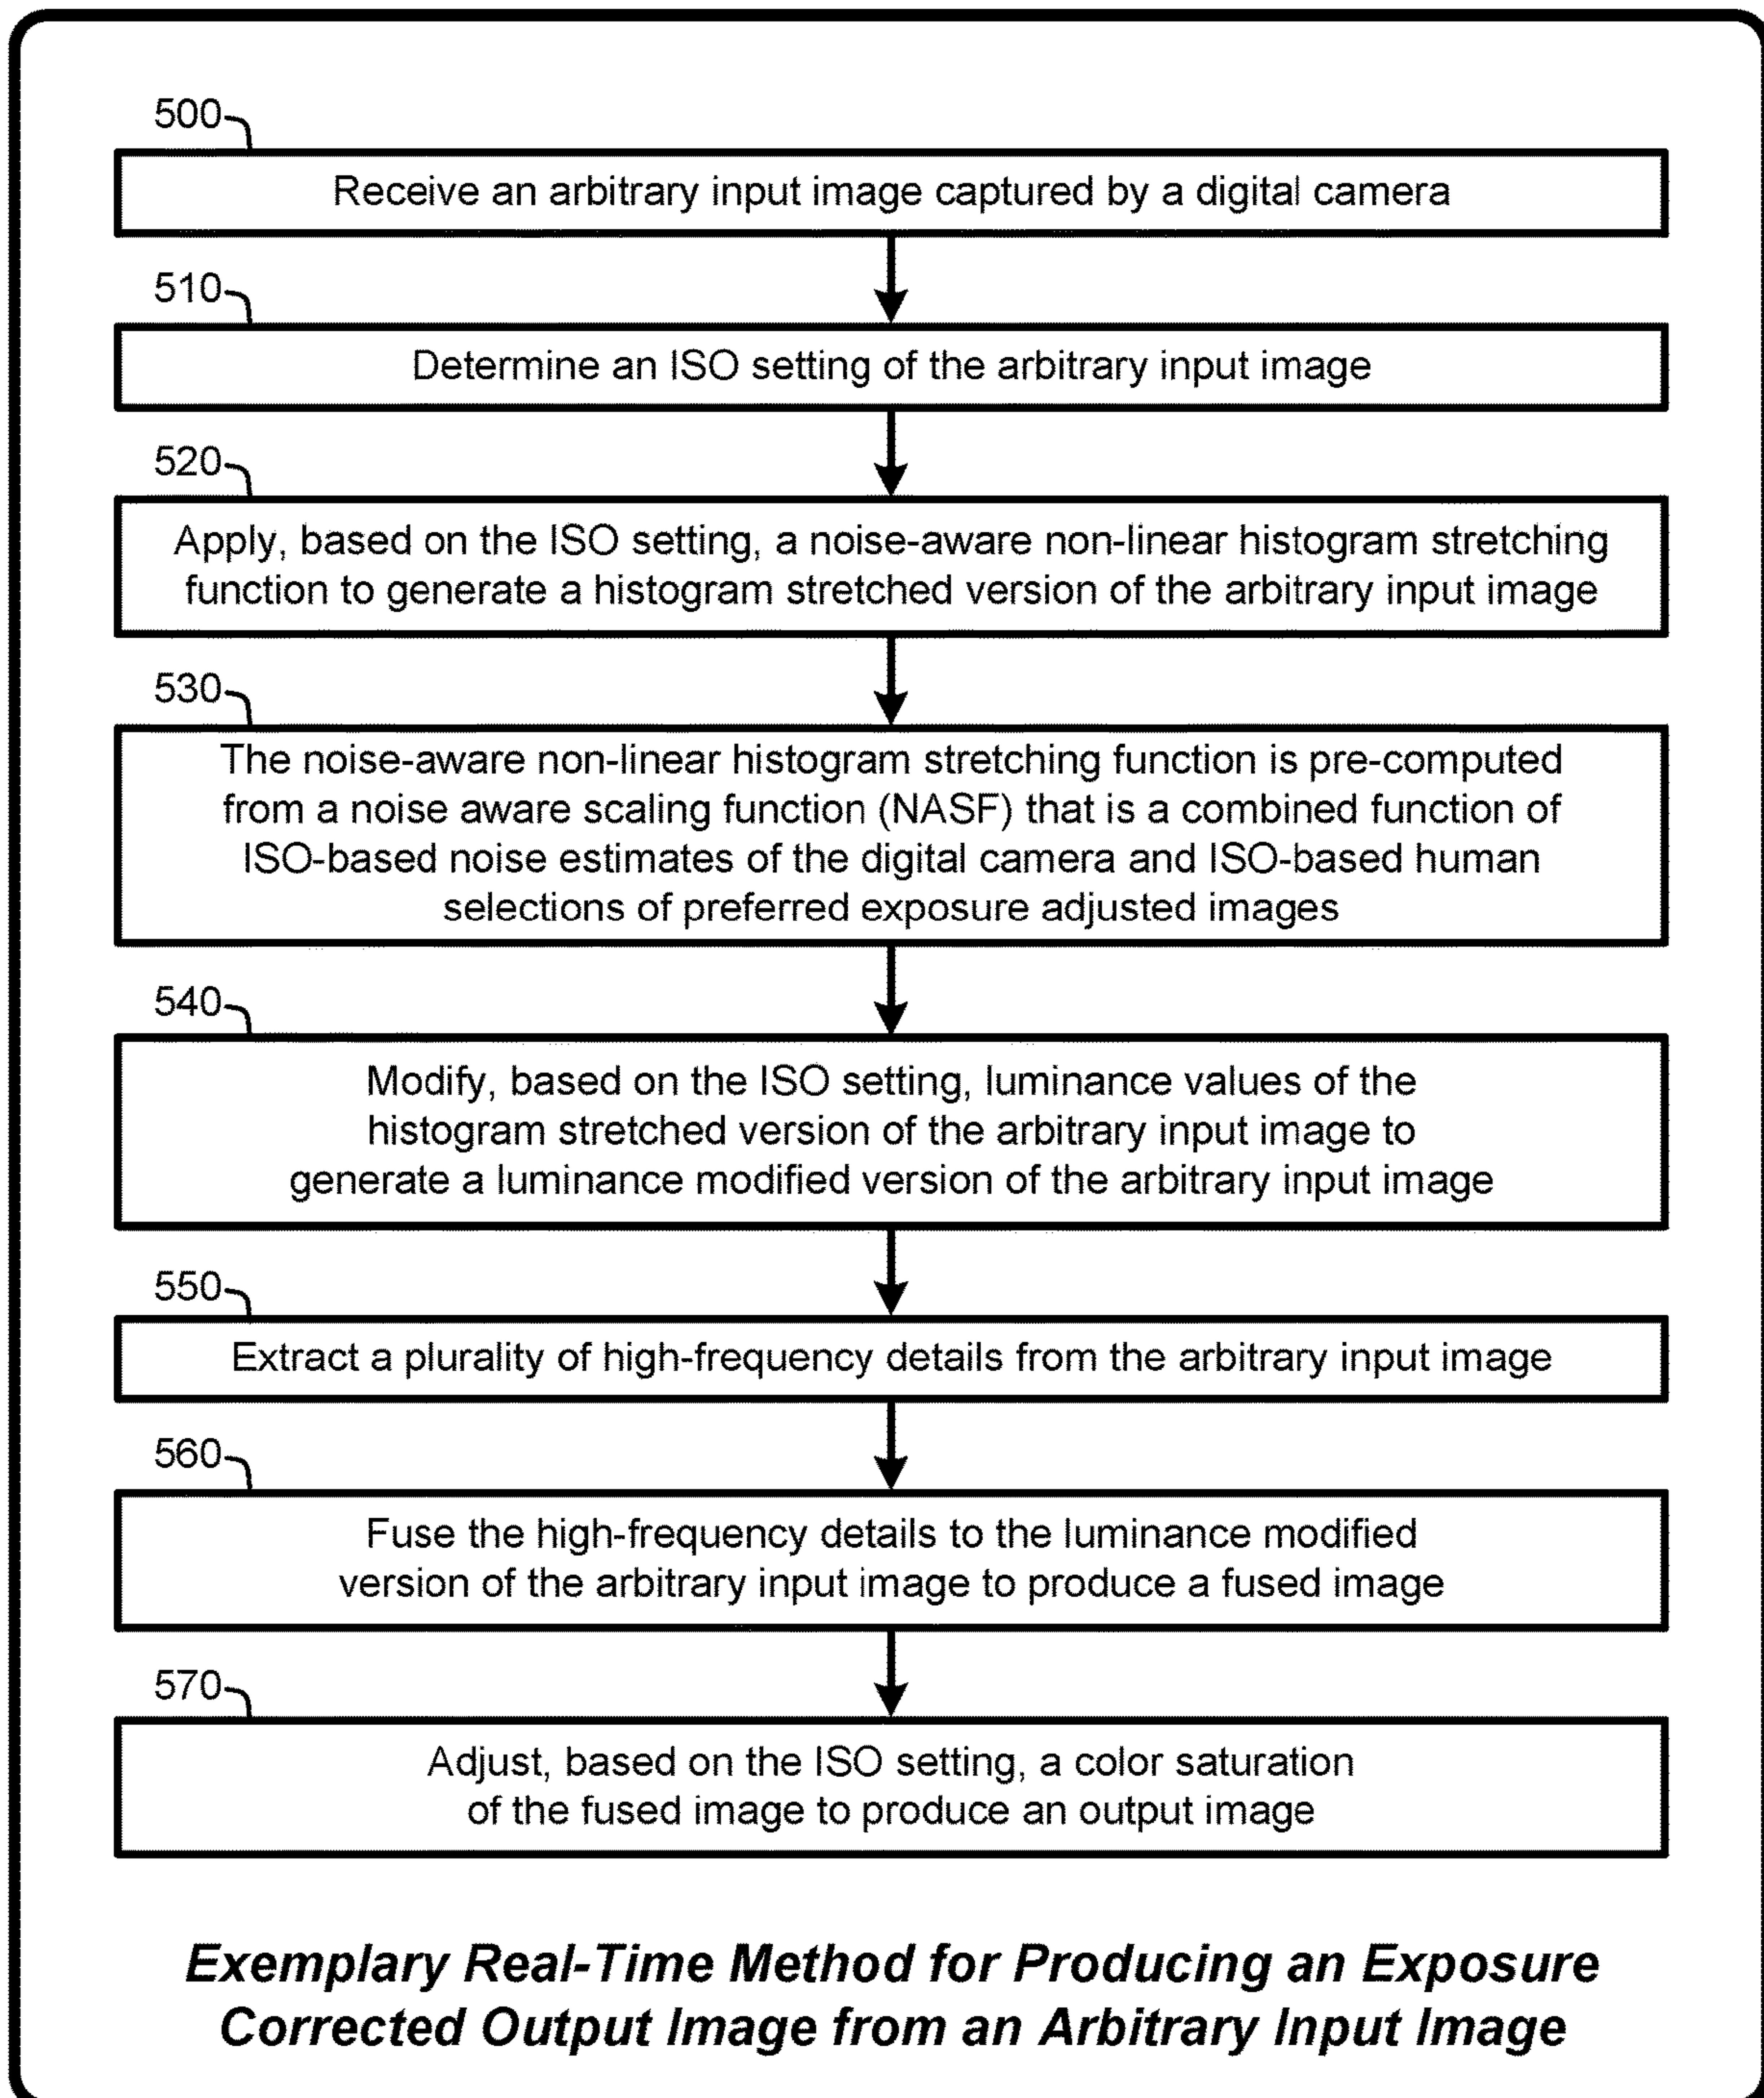 500
Receive an arbitrary input image captured by a digital camera
510
Determine an ISO setting of the arbitrary input image
520
Apply, based on the ISO setting, a noise-aware non-linear histogram stretching
function to generate a histogram stretched version of the arbitrary input image
530
The noise-aware non-linear histogram stretching function is pre-computed
from a noise aware scaling function (NASF) that is a combined function of
ISO-based noise estimates of the digital camera and ISO-based human
selections of preferred exposure adjusted images
540
Modify, based on the ISO setting, luminance values of the
histogram stretched version of the arbitrary input image to
generate a luminance modified version of the arbitrary input image
550
Extract a plurality of high-frequency details from the arbitrary input image
560
Fuse the high-frequency details to the luminance modified
version of the arbitrary input image to produce a fused image
570
Adjust, based on the ISO setting, a color saturation
of the fused image to produce an output image
Exemplary Real-Time Method for Producing an Exposure
Corrected Output Image from an Arbitrary Input Image